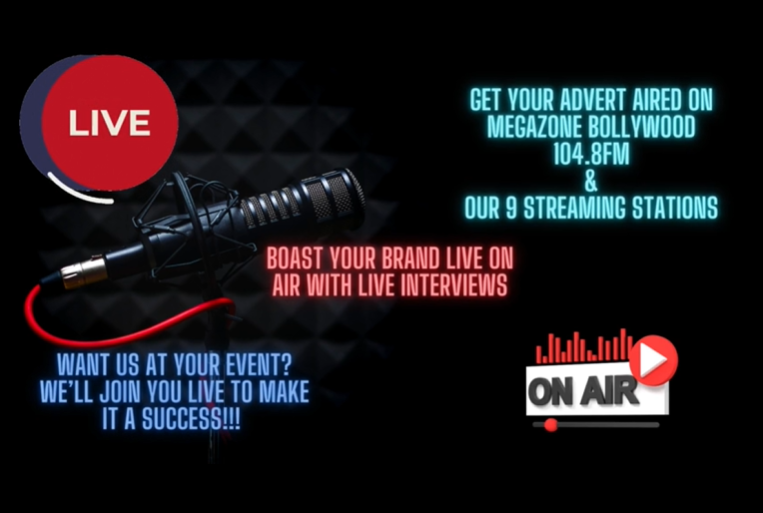 LIVE
GET YOUR ADVERT AIRED ON
MEGAZONE BOLLYWOOD
104.8FM
&
OUR 9 STREAMING STATIONS
BOAST YOUR BRAND LIVE ON
AIR WITH LIVE INTERVIEWS
WANT US AT YOUR EVENT?
WE'LL JOIN YOU LIVE TO MAKE
IT A SUCCESS!!!
ON AIR